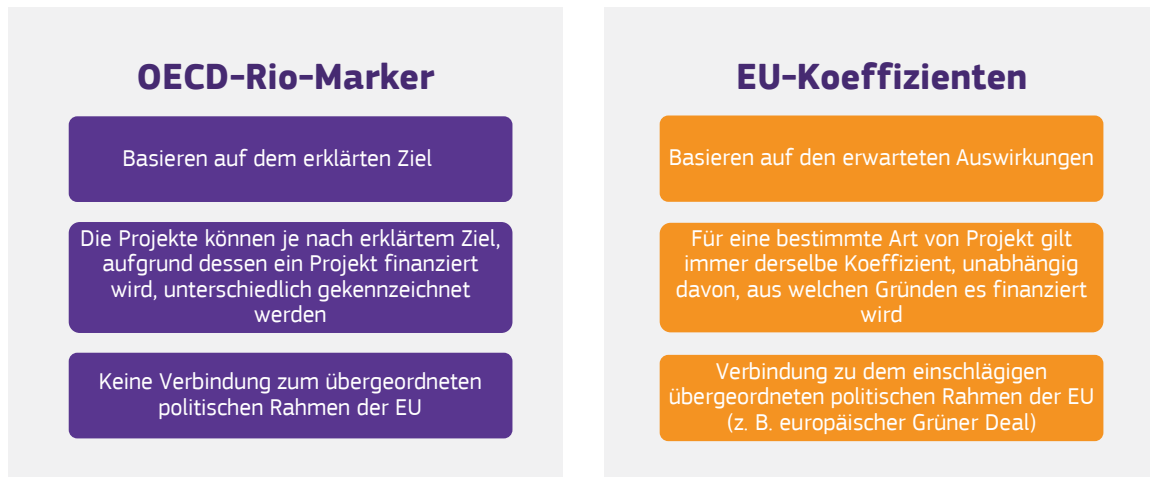 OECD-Rio-Marker
Basieren auf dem erklärten Ziel
Die Projekte können je nach erklärtem Ziel,
aufgrund dessen ein Projekt finanziert
wird, unterschiedlich gekennzeichnet
werden
Keine Verbindung zum übergeordneten
politischen Rahmen der EU
EU-Koeffizienten
Basieren auf den erwarteten Auswirkungen
Für eine bestimmte Art von Projekt gilt
immer derselbe Koeffizient, unabhängig
davon, aus welchen Gründen es finanziert
wird
Verbindung zu dem einschlägigen
übergeordneten politischen Rahmen der EU
(z. B. europäischer Grüner Deal)